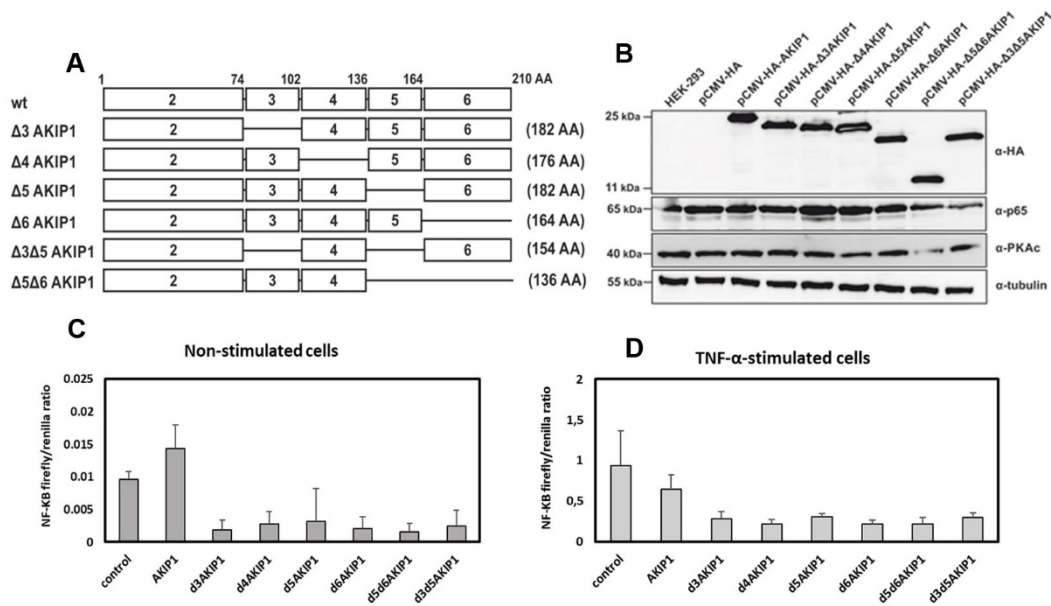 A
1 74 102 136 164 210 AA
wt 2 3 4 5 6
Δ3 AKIP1 2 4 5 6 (182 AA)
Δ4 AKIP1 2 3 5 6 (176 AA)
Δ5 AKIP1 2 3 4 6 (182 AA)
Δ6 AKIP1 2 3 4 5 (164 AA)
Δ3Δ5 AKIP1 2 4 6 (154 AA)
Δ5Δ6 AKIP1 2 3 4 (136 AA)
B
HEK-293
pCMV-HA
pCMV-HA-AKIP1
pCMV-HA-Δ3AKIP1
pCMV-HA-Δ4AKIP1
pCMV-HA-Δ5AKIP1
pCMV-HA-Δ6AKIP1
pCMV-HA-Δ5Δ6AKIP1
pCMV-HA-Δ3Δ5AKIP1
25 kDa
α-HA
11 kDa
65 kDa α-p65
40 kDa α-PKAc
55 kDa α-tubulin
C
Non-stimulated cells
NF-KB firefly/renilla ratio
0.025
0.02
0.015
0.01
0.005
0
control
AKIP1
d3AKIP1
d4AKIP1
d5AKIP1
d6AKIP1
d5d6AKIP1
d3d5AKIP1
D
TNF-α-stimulated cells
NF-KB firefly/renilla ratio
2
1,5
1
0,5
0
control
AKIP1
d3AKIP1
d4AKIP1
d5AKIP1
d6AKIP1
d5d6AKIP1
d3d5AKIP1